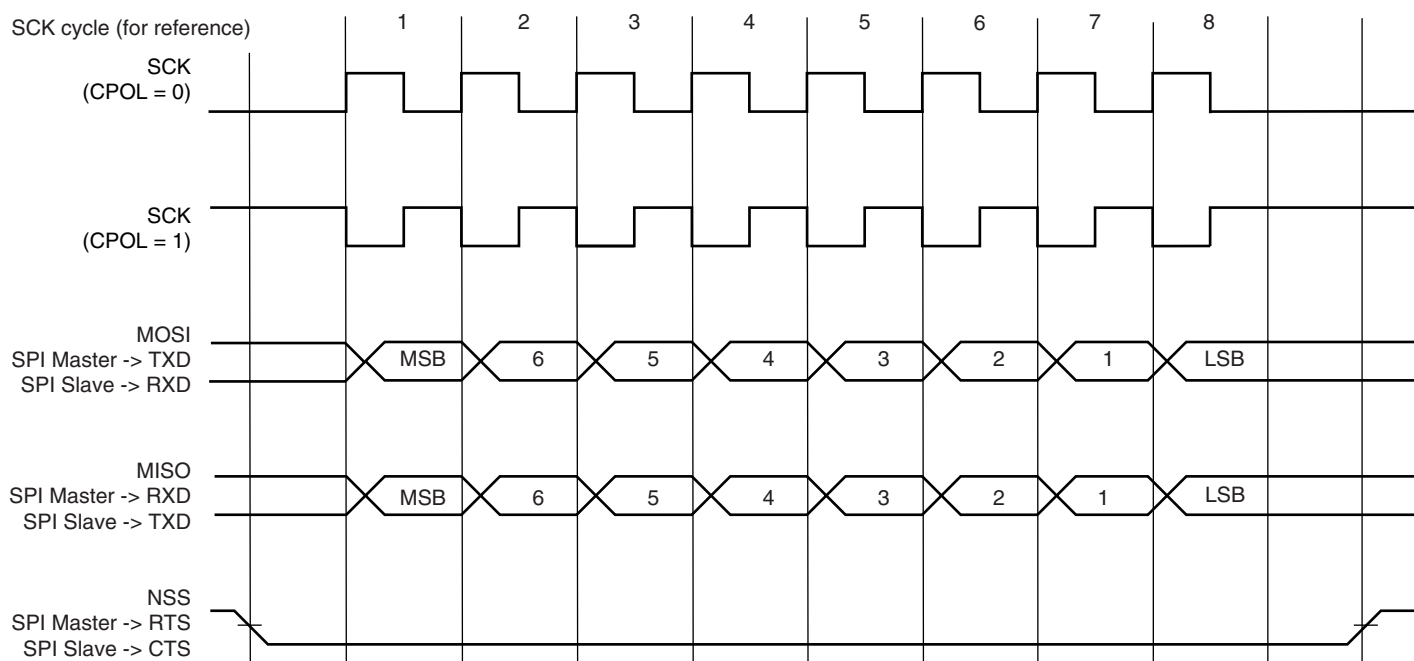 SCK cycle (for reference)
1 2 3 4 5 6 7 8
SCK
(CPOL = 0)
SCK
(CPOL = 1)
MOSI
SPI Master -> TXD
SPI Slave -> RXD
MSB 6 5 4 3 2 1 LSB
MISO
SPI Master -> RXD
SPI Slave -> TXD
MSB 6 5 4 3 2 1 LSB
NSS
SPI Master -> RTS
SPI Slave -> CTS